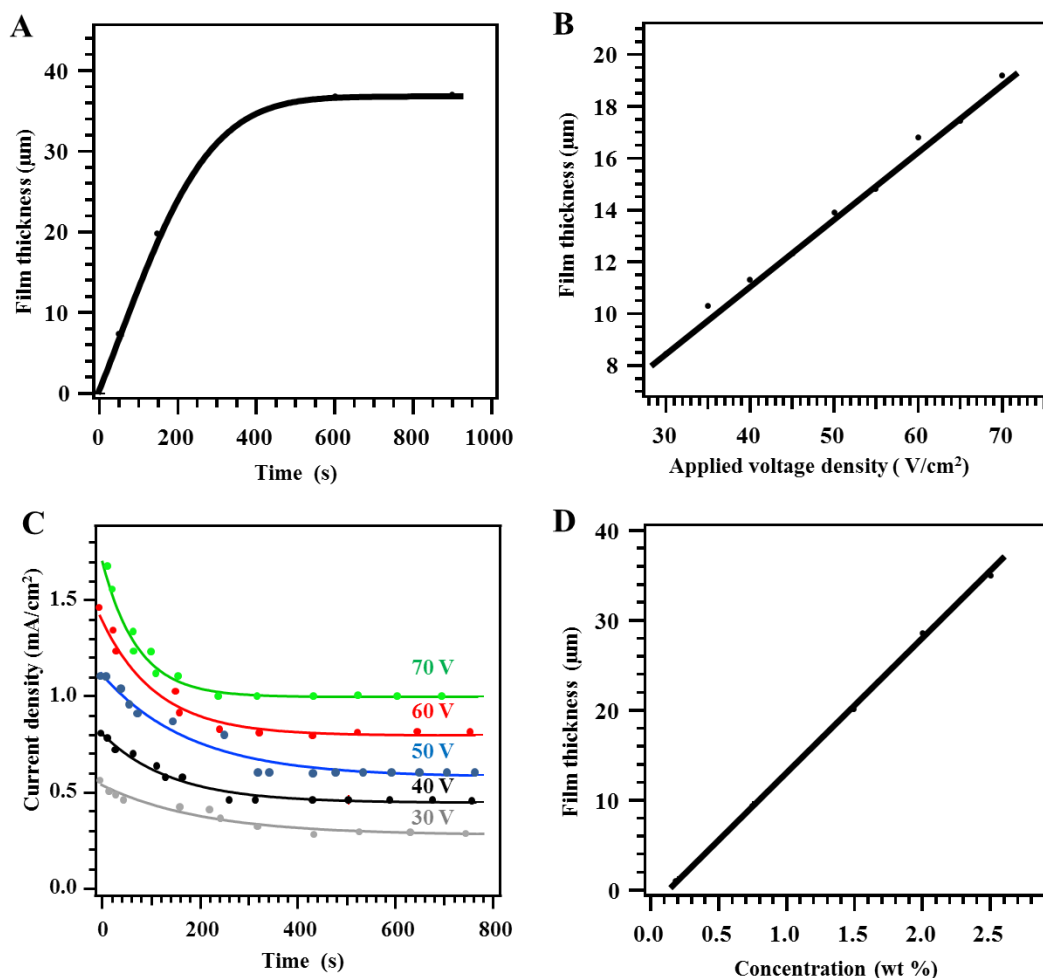 A
Film thickness (μm)
40
30
20
10
0
0 200 400 600 800 1000
Time (s)
B
Film thickness (μm)
20
18
16
14
12
10
8
30 40 50 60 70
Applied voltage density ( V/cm²)
C
Current density (mA/cm²)
1.5
1.0
0.5
0.0
70 V
60 V
50 V
40 V
30 V
0 200 400 600 800
Time (s)
D
Film thickness (μm)
40
30
20
10
0
0.0 0.5 1.0 1.5 2.0 2.5
Concentration (wt %)